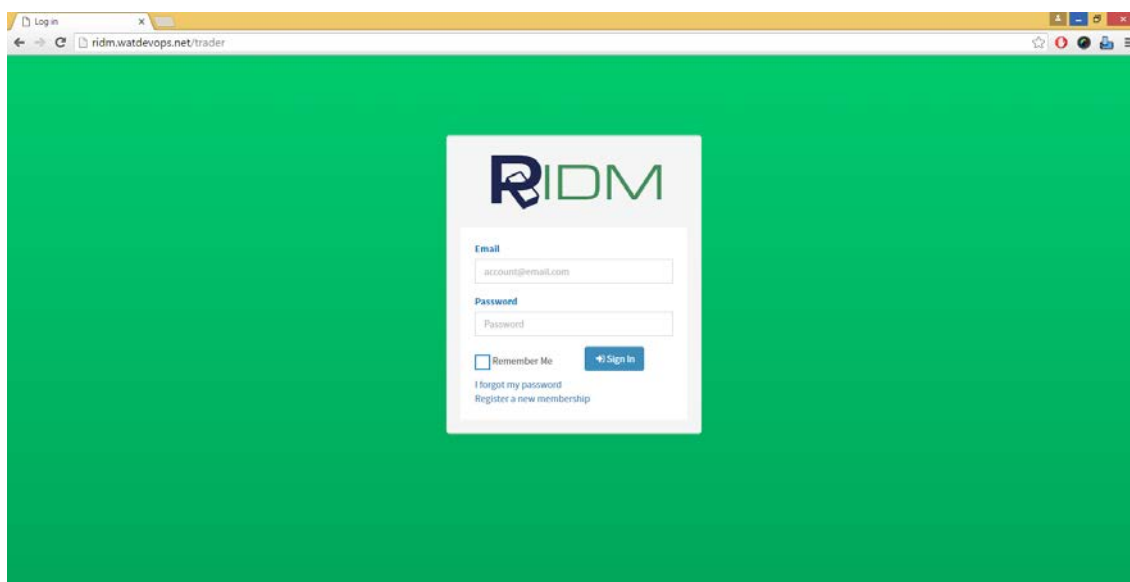 Log in
ridm.watdevops.net/trader
RIDM
Email
account@email.com
Password
Password
Remember Me
Sign In
I forgot my password
Register a new membership